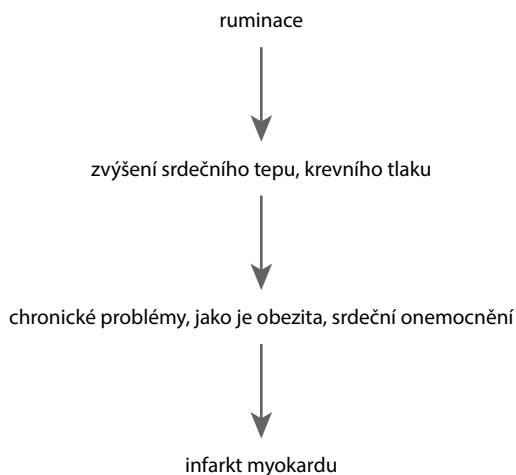 ruminace
zvýšení srdečního tepu, krevního tlaku
chronické problémy, jako je obezita, srdeční onemocnění
infarkt myokardu